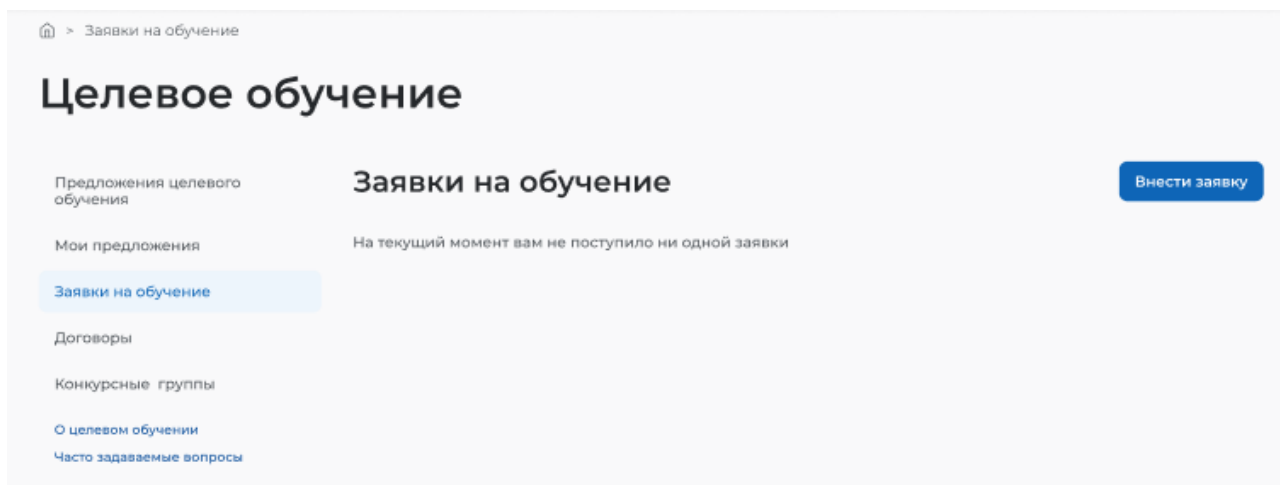 > Заявки на обучение
Целевое обучение
Предложения целевого
обучения
Мои предложения
Заявки на обучение
Договоры
Конкурсные группы
О целевом обучении
Часто задаваемые вопросы
Заявки на обучение
Внести заявку
На текущий момент вам не поступило ни одной заявки